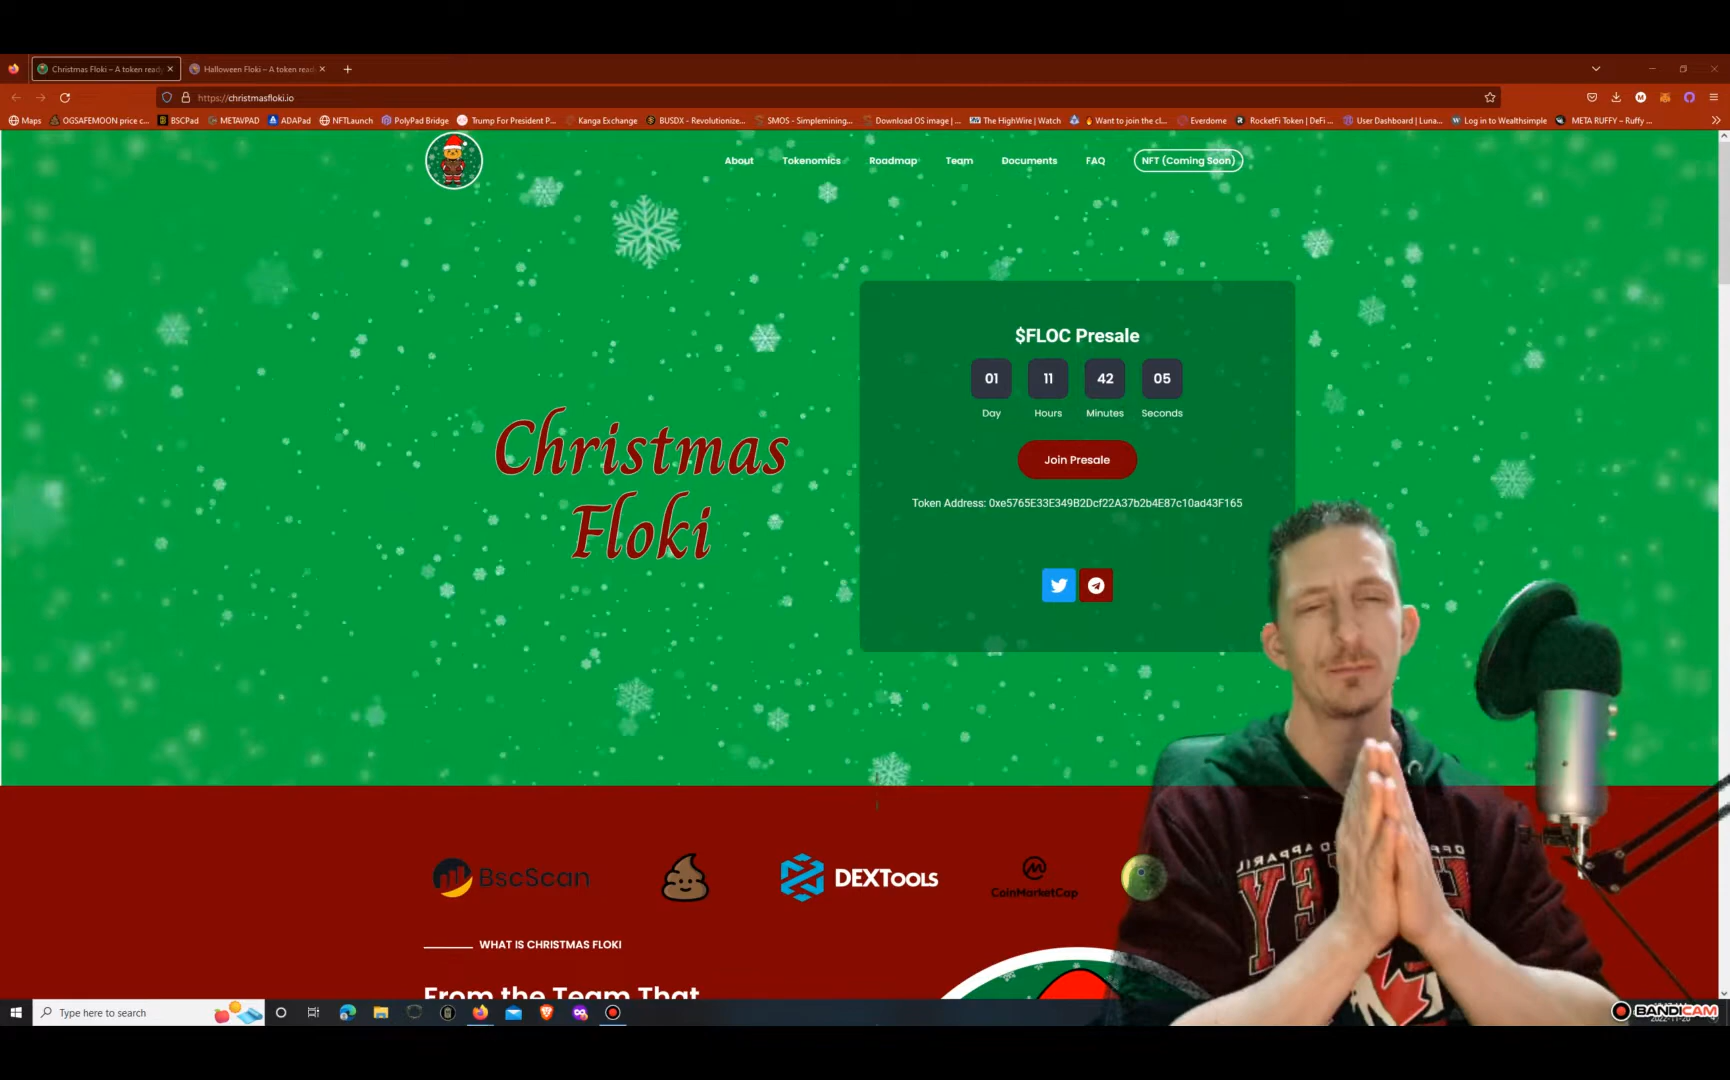 Christmas Floki – A token ready
Halloween Floki – A token read
https://christmasfloki.io
Maps
OGSAFEMOON price c...
BSCPad
METAVPAD
ADAPad
NFTLaunch
PolyPad Bridge
Trump For President P...
Kanga Exchange
BUSDX - Revolutionize...
SMOS - Simplemining...
Download OS image | ...
The HighWire | Watch
Want to join the cl...
Everdome
RocketFi Token | DeFi ...
User Dashboard | Luna...
Log in to Wealthsimple
META RUFFY – Ruffy ...
About
Tokenomics
Roadmap
Team
Documents
FAQ
NFT (Coming Soon)
$FLOC Presale
01 11 42 05
Day Hours Minutes Seconds
Join Presale
Token Address: 0xe5765E33E349B2Dcf22A37b2b4E87c10ad43F165
Christmas
Floki
BscScan
DEXTools
CoinMarketCap
WHAT IS CHRISTMAS FLOKI
From the Team That
Type here to search
BANDICAM
2022-11-20